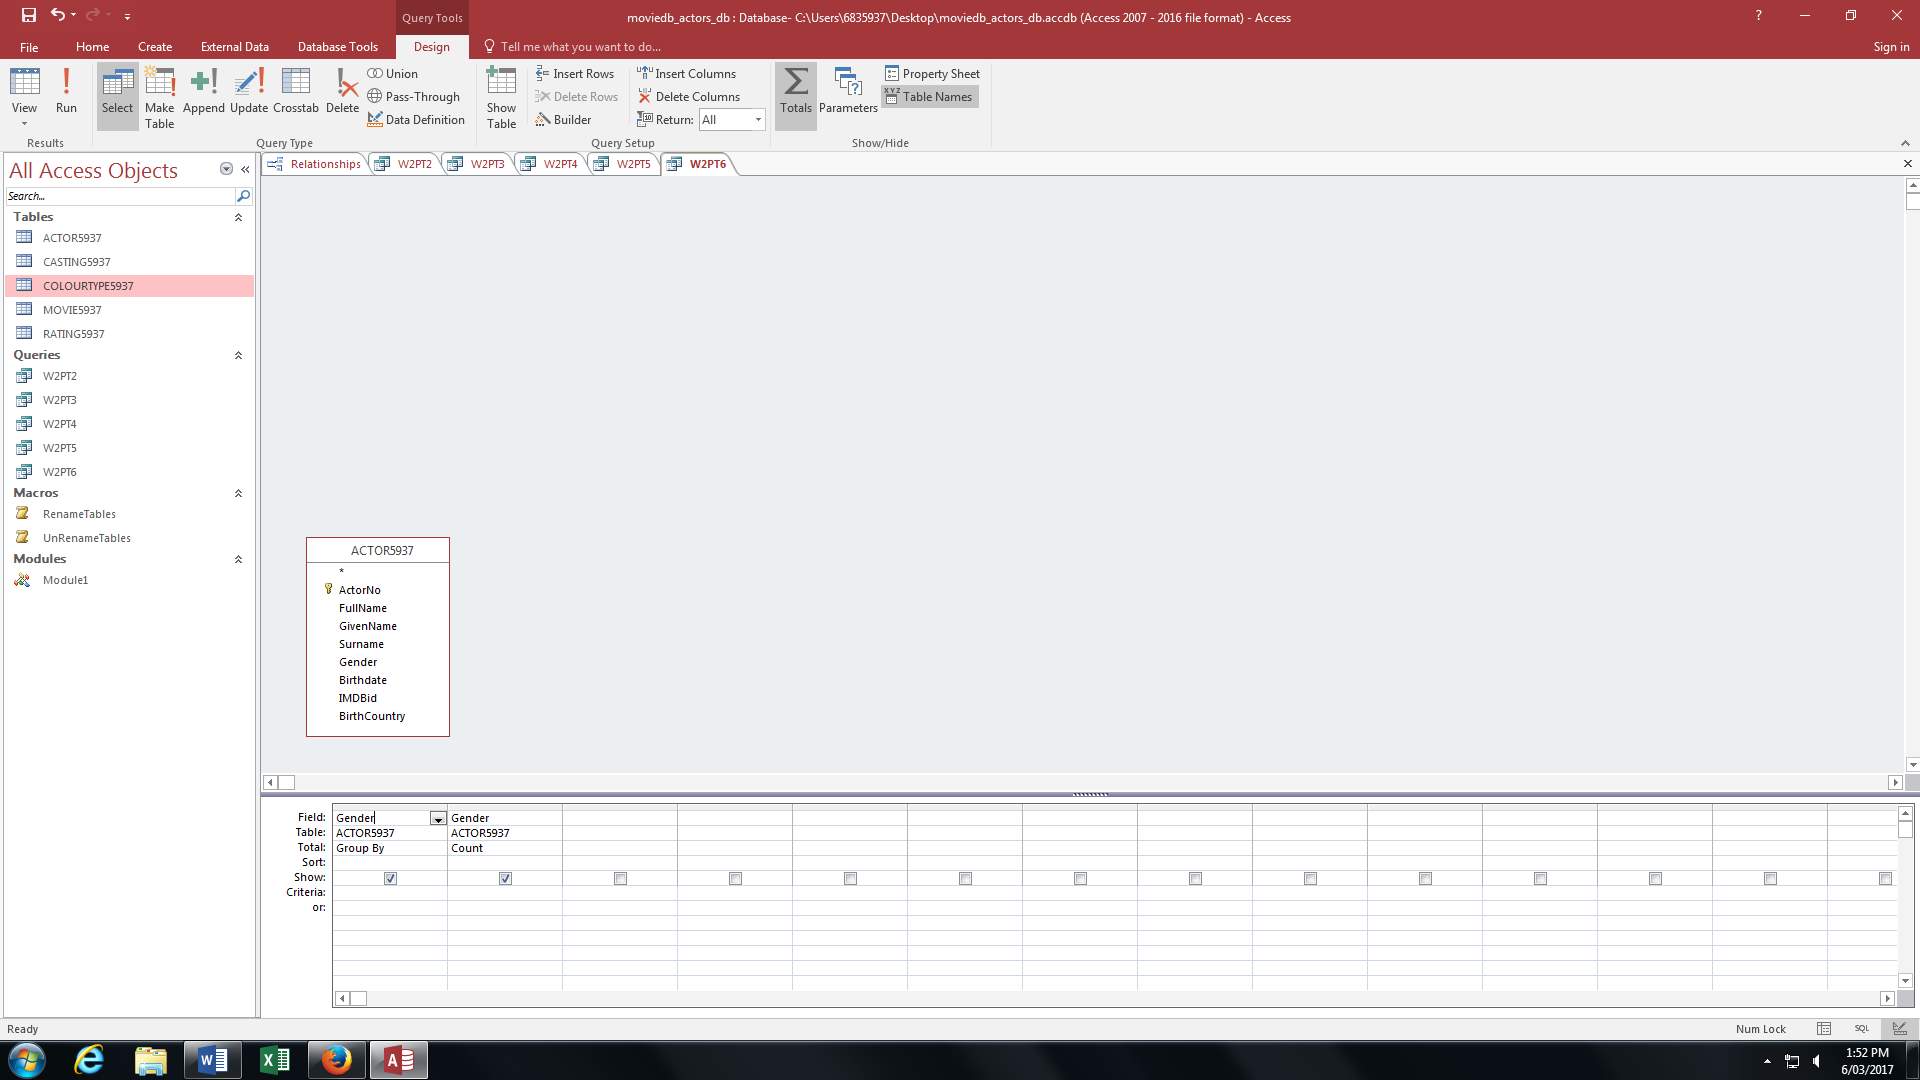 Query Tools
moviedb_actors_db : Database- C:\Users\6835937\Desktop\moviedb_actors_db.accdb (Access 2007 - 2016 file format) - Access
?
File Home Create External Data Database Tools Design Tell me what you want to do...
Sign in
View Run Select Make Table Append Update Crosstab Delete
Union
Pass-Through
Data Definition
Show Table
Insert Rows
Delete Rows
Builder
Insert Columns
Delete Columns
Return: All
Totals Parameters
Property Sheet
Table Names
Results Query Type Query Setup Show/Hide
All Access Objects
Search...
Tables
ACTOR5937
CASTING5937
COLOURTYPE5937
MOVIE5937
RATING5937
Queries
W2PT2
W2PT3
W2PT4
W2PT5
W2PT6
Macros
RenameTables
UnRenameTables
Modules
Module1
Relationships W2PT2 W2PT3 W2PT4 W2PT5 W2PT6
ACTOR5937
*
ActorNo
FullName
GivenName
Surname
Gender
Birthdate
IMDBid
BirthCountry
Field: Gender Gender
Table: ACTOR5937 ACTOR5937
Total: Group By Count
Sort:
Show:
Criteria:
or:
Ready
Num Lock
SQL
1:52 PM
6/03/2017